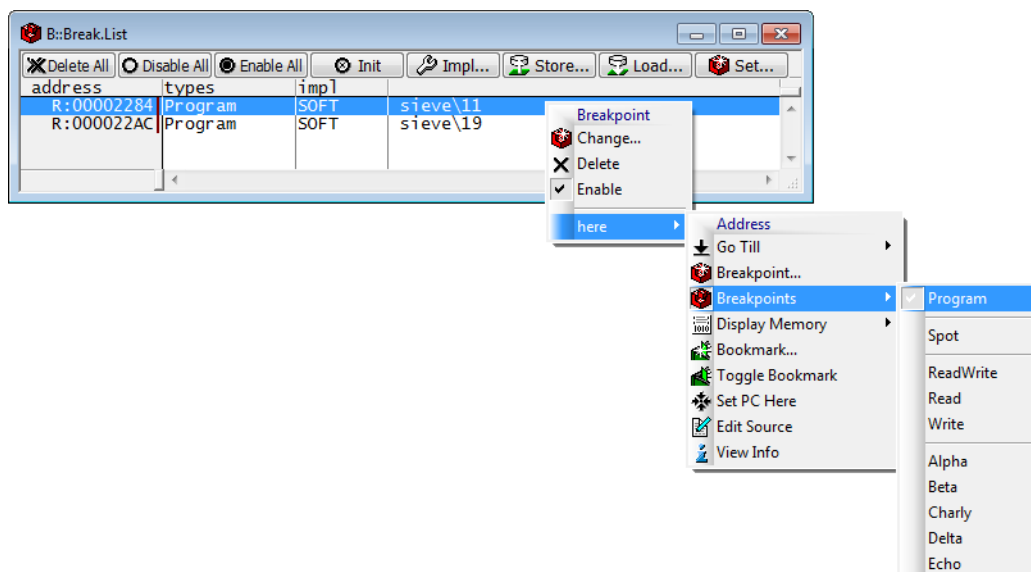 B::Break.List
Delete All Disable All Enable All Init Impl... Store... Load... Set...
address types impl
R:00002284 Program SOFT sieve\11
R:000022AC Program SOFT sieve\19
Breakpoint
Change...
Delete
Enable
here
Address
Go Till
Breakpoint...
Breakpoints
Display Memory
Bookmark...
Toggle Bookmark
Set PC Here
Edit Source
View Info
Program
Spot
ReadWrite
Read
Write
Alpha
Beta
Charly
Delta
Echo